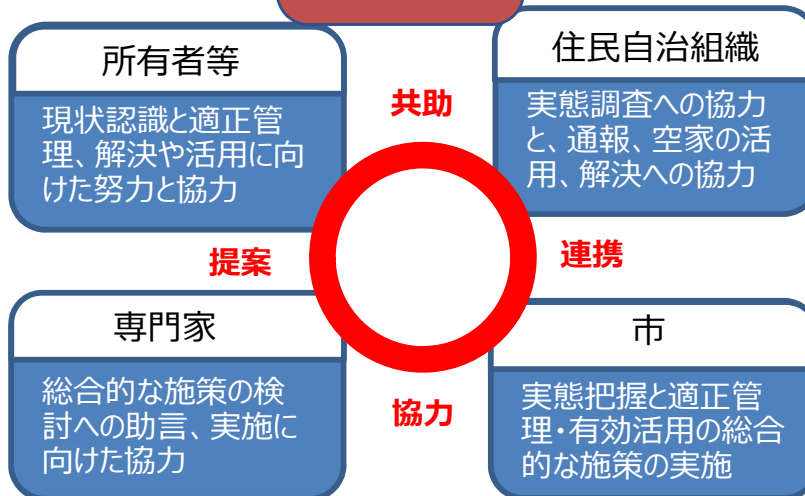 所有者等
現状認識と適正管
理、解決や活用に向
けた努力と協力
共助
住民自治組織
実態調査への協力
と、通報、空家の活
用、解決への協力
提案
連携
専門家
総合的な施策の検
討への助言、実施に
向けた協力
協力
市
実態把握と適正管
理・有効活用の総合
的な施策の実施